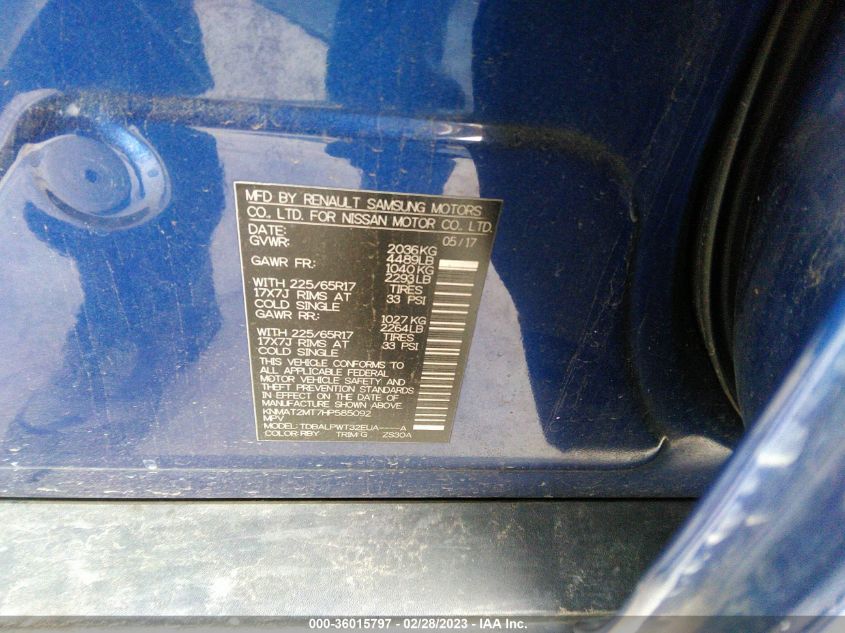 MFD BY RENAULT SAMSUNG MOTORS
CO., LTD. FOR NISSAN MOTOR CO., LTD.
DATE: 05/17
GVWR: 2036KG
4489LB
GAWR FR: 1040KG
2293LB
WITH 225/65R17 TIRES
17X7J RIMS AT 33 PSI
COLD SINGLE
GAWR RR: 1027KG
2264LB
WITH 225/65R17 TIRES
17X7J RIMS AT 33 PSI
COLD SINGLE
THIS VEHICLE CONFORMS TO
ALL APPLICABLE FEDERAL
MOTOR VEHICLE SAFETY AND
THEFT PREVENTION STANDARDS
IN EFFECT ON THE DATE OF
MANUFACTURE SHOWN ABOVE.
KNMAT2MT7HP585092
MPV
MODEL: TDBALPWT32EUA----A
COLOR: RBY TRIM G ZS30A
000-36015797 - 02/28/2023 - IAA Inc.